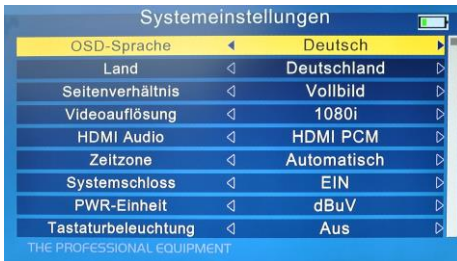 Systemeinstellungen
OSD-Sprache Deutsch
Land Deutschland
Seitenverhältnis Vollbild
Videoauflösung 1080i
HDMI Audio HDMI PCM
Zeitzone Automatisch
Systemschloss EIN
PWR-Einheit dBuV
Tastaturbeleuchtung Aus
THE PROFESSIONAL EQUIPMENT